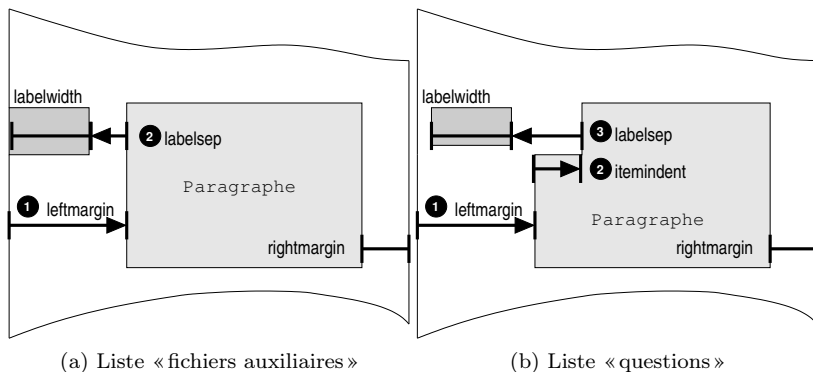 labelwidth
2 labelsep
Paragraphe
1 leftmargin
rightmargin
(a) Liste «fichiers auxiliaires»
labelwidth
3 labelsep
2 itemindent
1 leftmargin
Paragraphe
rightmargin
(b) Liste «questions»